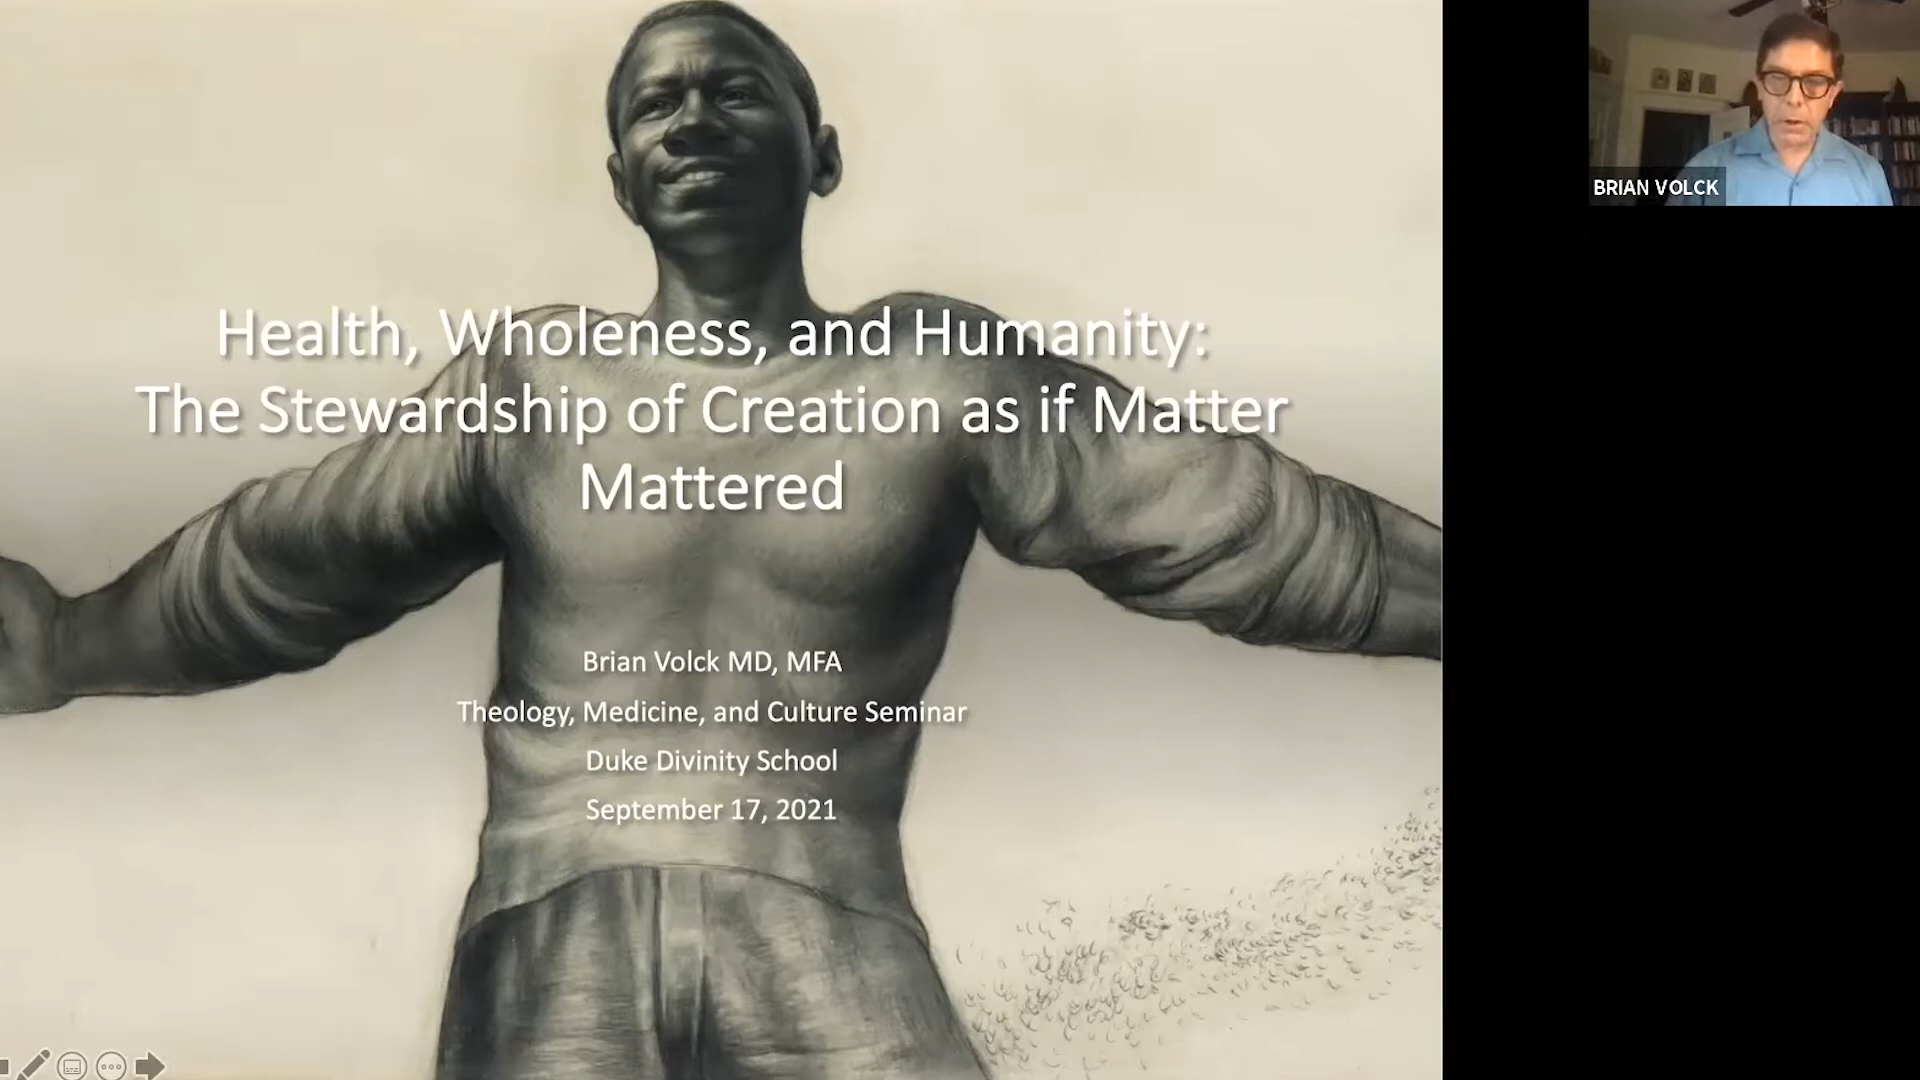 Health, Wholeness, and Humanity:
The Stewardship of Creation as if Matter
Mattered
Brian Volck MD, MFA
Theology, Medicine, and Culture Seminar
Duke Divinity School
September 17, 2021
BRIAN VOLCK